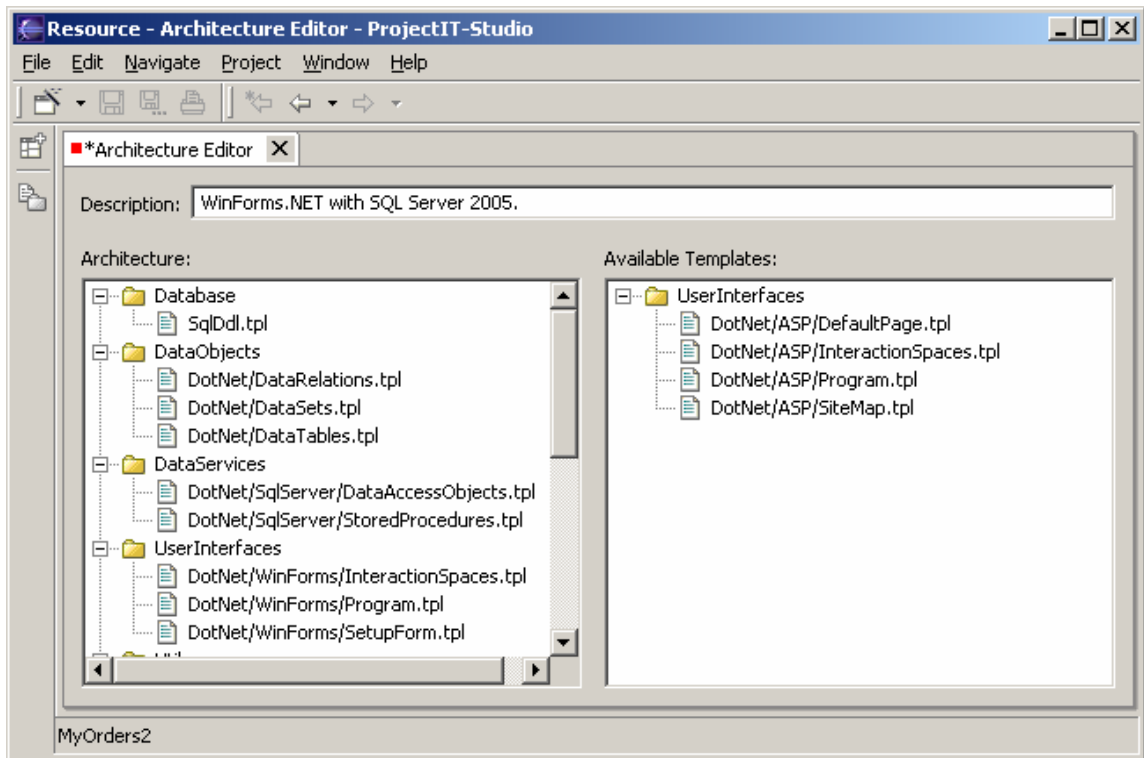 Resource - Architecture Editor - ProjectIT-Studio
File Edit Navigate Project Window Help
*Architecture Editor
Description: WinForms.NET with SQL Server 2005.
Architecture:
Database
SqlDdl.tpl
DataObjects
DotNet/DataRelations.tpl
DotNet/DataSets.tpl
DotNet/DataTables.tpl
DataServices
DotNet/SqlServer/DataAccessObjects.tpl
DotNet/SqlServer/StoredProcedures.tpl
UserInterfaces
DotNet/WinForms/InteractionSpaces.tpl
DotNet/WinForms/Program.tpl
DotNet/WinForms/SetupForm.tpl
Available Templates:
UserInterfaces
DotNet/ASP/DefaultPage.tpl
DotNet/ASP/InteractionSpaces.tpl
DotNet/ASP/Program.tpl
DotNet/ASP/SiteMap.tpl
MyOrders2